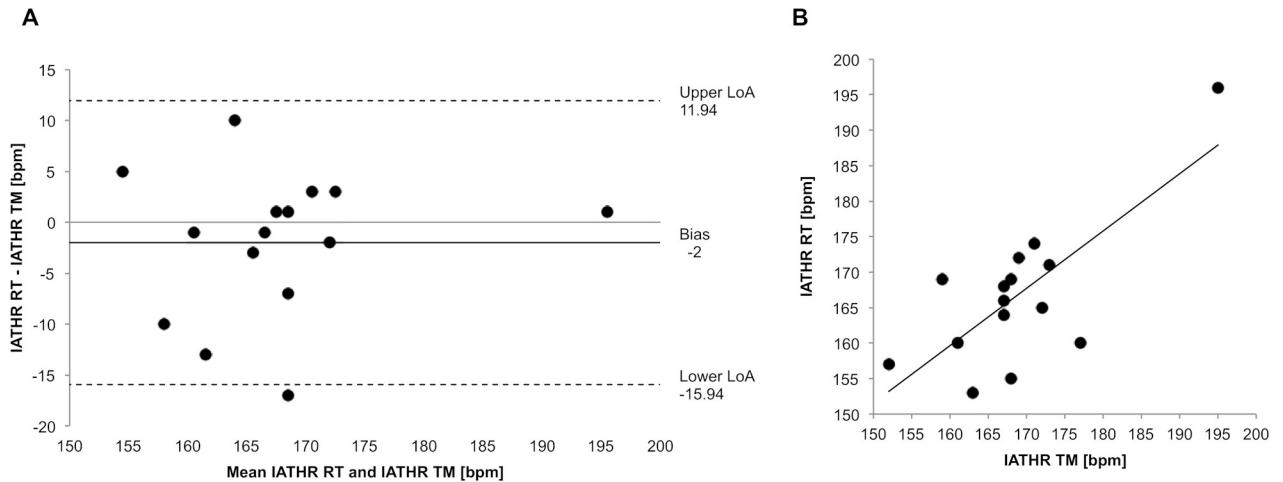 A
15
10
5
0
-5
-10
-15
-20
IATHR RT - IATHR TM [bpm]
150 155 160 165 170 175 180 185 190 195 200
Mean IATHR RT and IATHR TM [bpm]
Upper LoA
11.94
Bias
-2
Lower LoA
-15.94
B
200
195
190
185
180
175
170
165
160
155
150
IATHR RT [bpm]
150 155 160 165 170 175 180 185 190 195 200
IATHR TM [bpm]